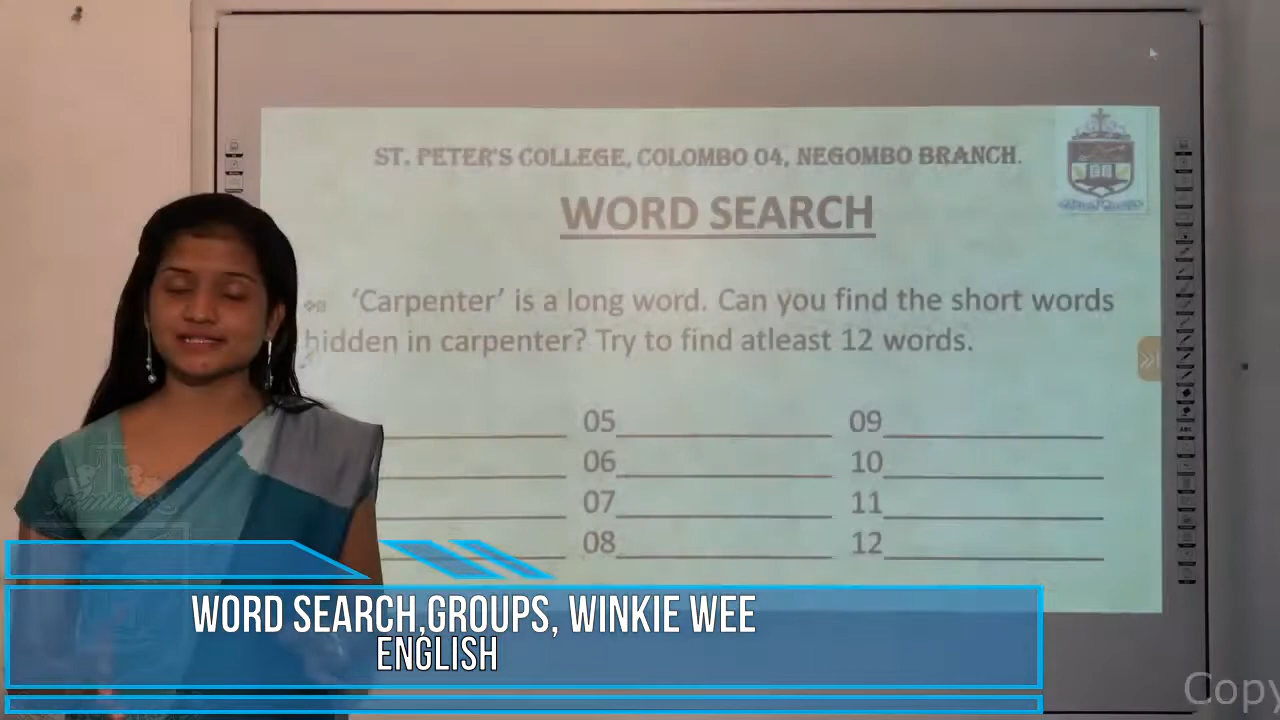 ST. PETER'S COLLEGE, COLOMBO 04, NEGOMBO BRANCH.
WORD SEARCH
'Carpenter' is a long word. Can you find the short words
hidden in carpenter? Try to find atleast 12 words.
05 09
06 10
07 11
08 12
WORD SEARCH,GROUPS, WINKIE WEE
ENGLISH
Copy